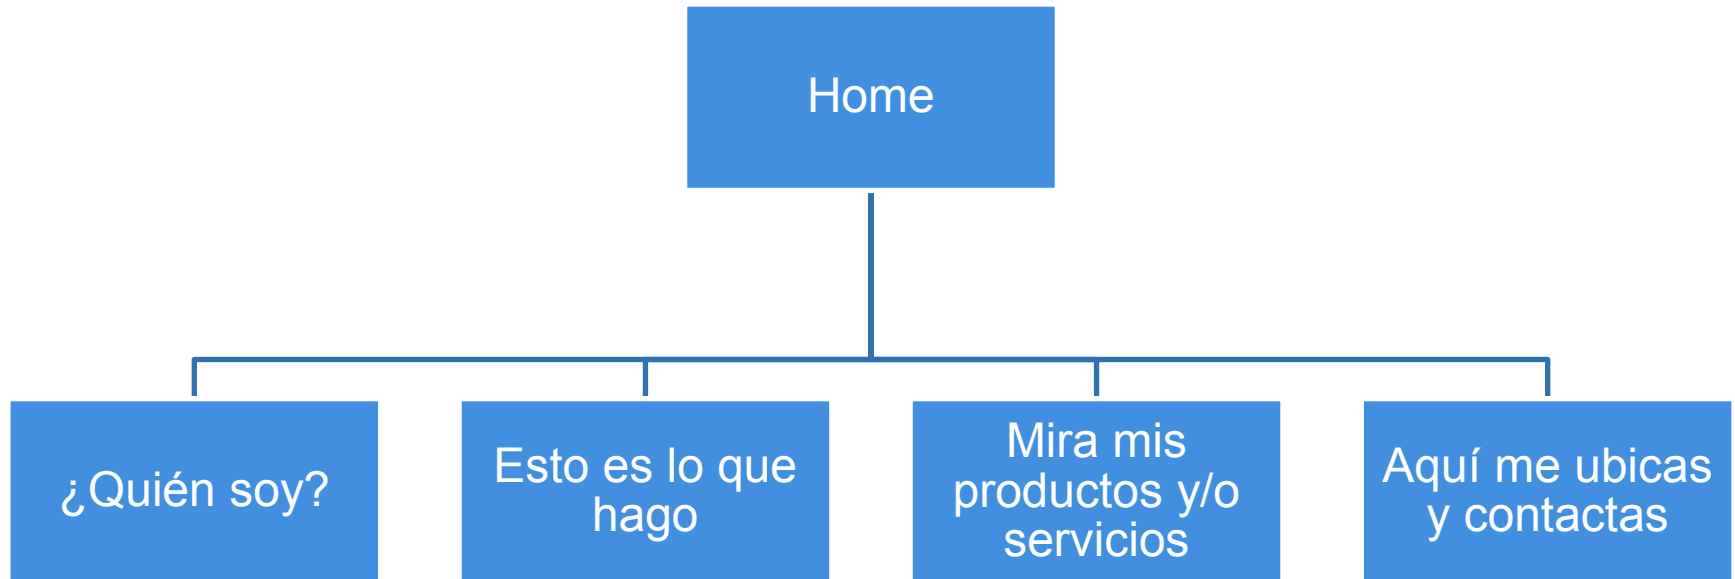 Home
¿Quién soy?
Esto es lo que
hago
Mira mis
productos y/o
servicios
Aquí me ubicas
y contactas